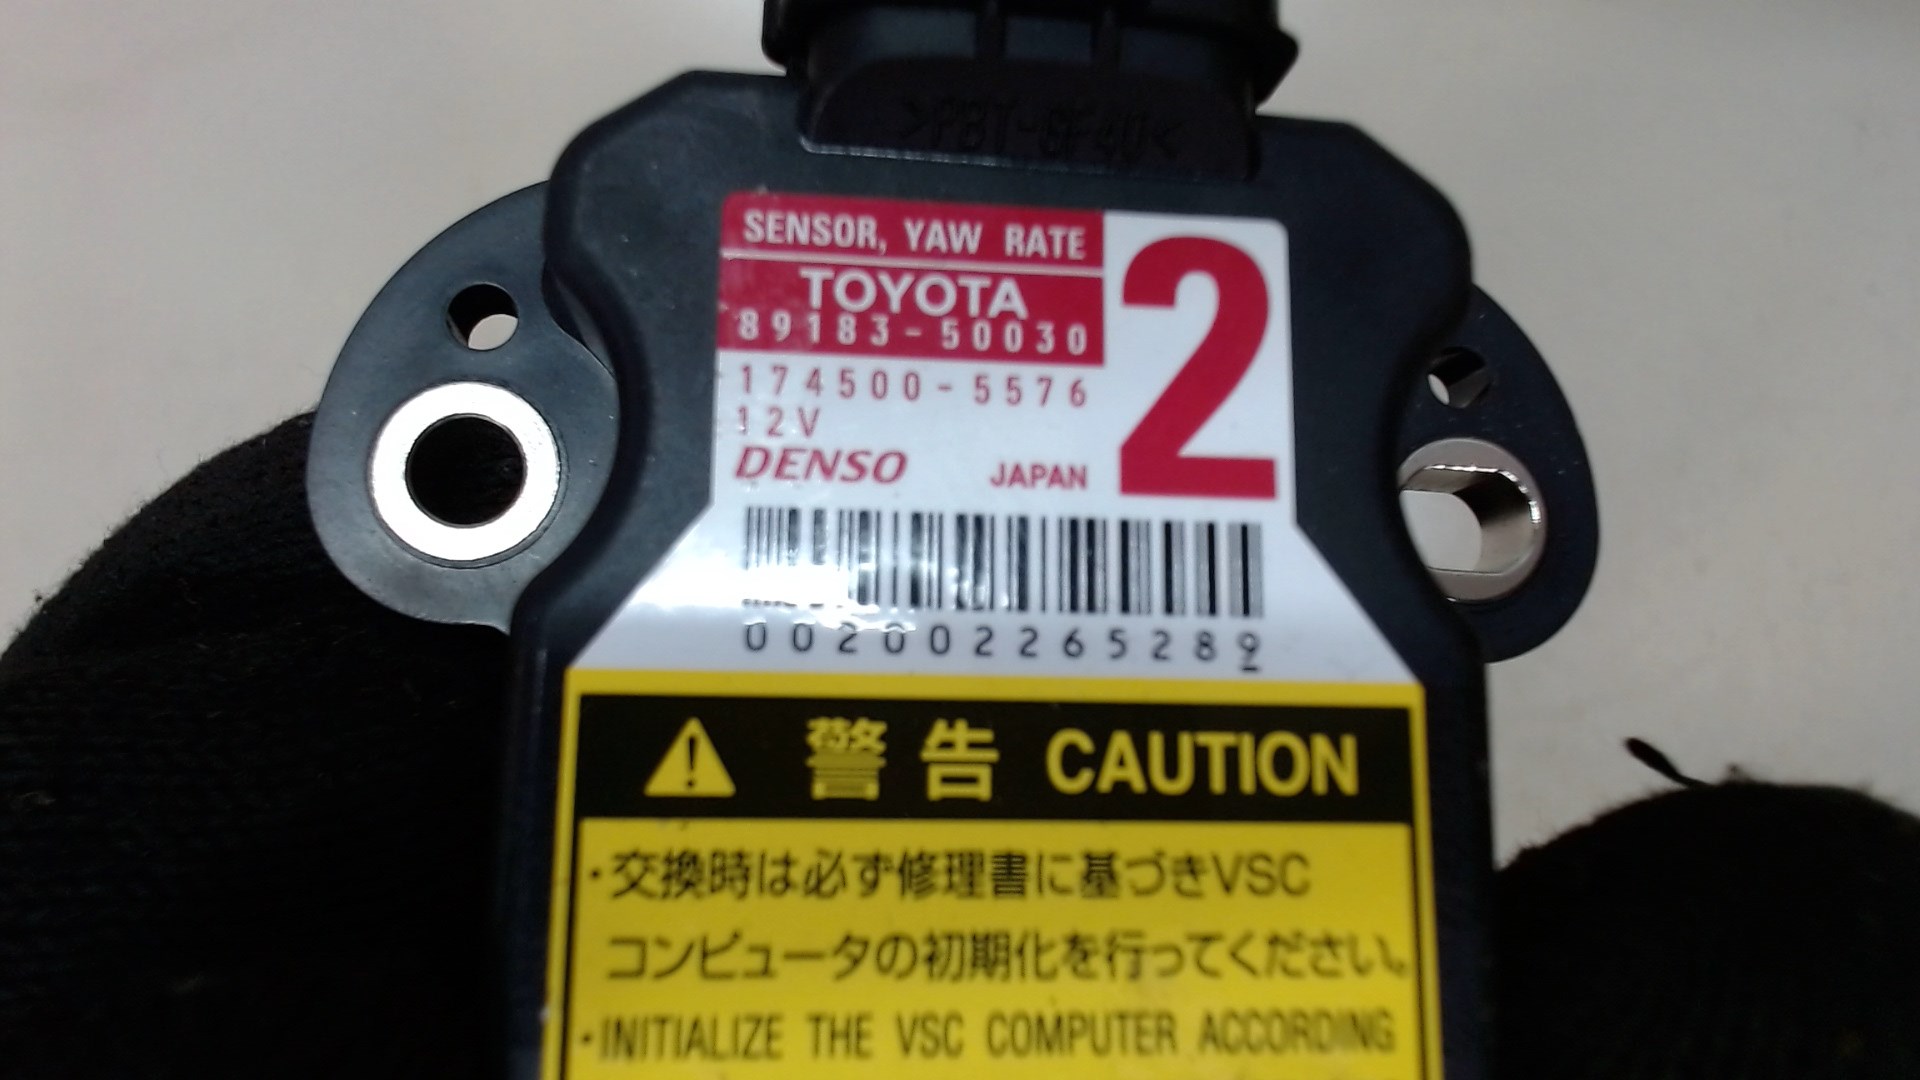 >PBT-GF40<
SENSOR, YAW RATE
2
TOYOTA
89183-50030
174500-5576
12V
DENSO JAPAN
002002265289
警告 CAUTION
・交換時は必ず修理書に基づきVSC
コンピュータの初期化を行ってください。
・INITIALIZE THE VSC COMPUTER ACCORDING